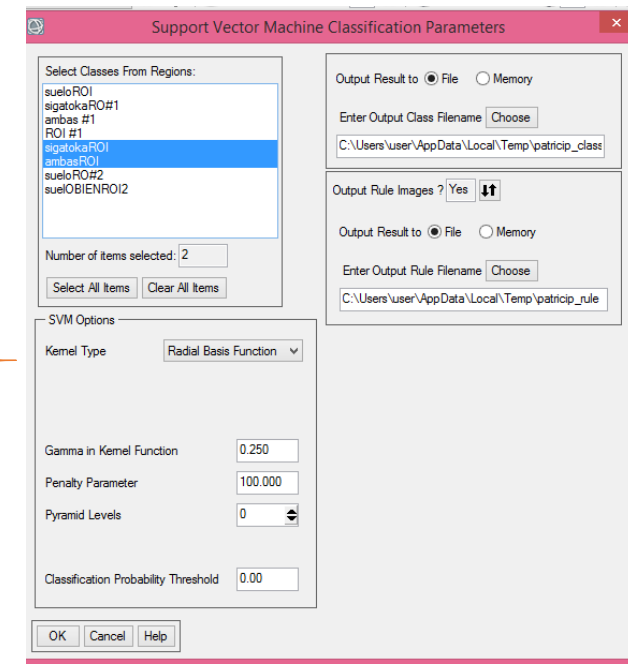 Support Vector Machine Classification Parameters
Select Classes From Regions:
sueloROI
sigatokaRO#1
ambas #1
ROI #1
sigatokaROI
ambasROI
sueloRO#2
suelOBIENROI2
Number of items selected: 2
Select All Items Clear All Items
SVM Options
Kernel Type Radial Basis Function
Gamma in Kernel Function 0.250
Penalty Parameter 100.000
Pyramid Levels 0
Classification Probability Threshold 0.00
OK Cancel Help
Output Result to File Memory
Enter Output Class Filename Choose
C:\Users\user\AppData\Local\Temp\patricip_class
Output Rule Images ? Yes
Output Result to File Memory
Enter Output Rule Filename Choose
C:\Users\user\AppData\Local\Temp\patricip_rule